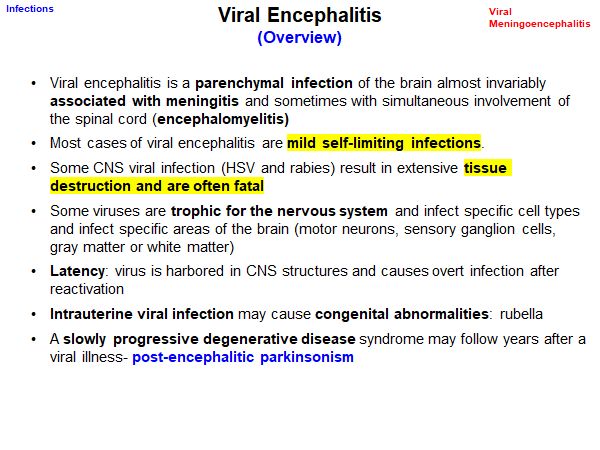 Infections
Viral Encephalitis
(Overview)
Viral
Meningoencephalitis
• Viral encephalitis is a parenchymal infection of the brain almost invariably
associated with meningitis and sometimes with simultaneous involvement of
the spinal cord (encephalomyelitis)
• Most cases of viral encephalitis are mild self-limiting infections.
• Some CNS viral infection (HSV and rabies) result in extensive tissue
destruction and are often fatal
• Some viruses are trophic for the nervous system and infect specific cell types
and infect specific areas of the brain (motor neurons, sensory ganglion cells,
gray matter or white matter)
• Latency: virus is harbored in CNS structures and causes overt infection after
reactivation
• Intrauterine viral infection may cause congenital abnormalities: rubella
• A slowly progressive degenerative disease syndrome may follow years after a
viral illness- post-encephalitic parkinsonism